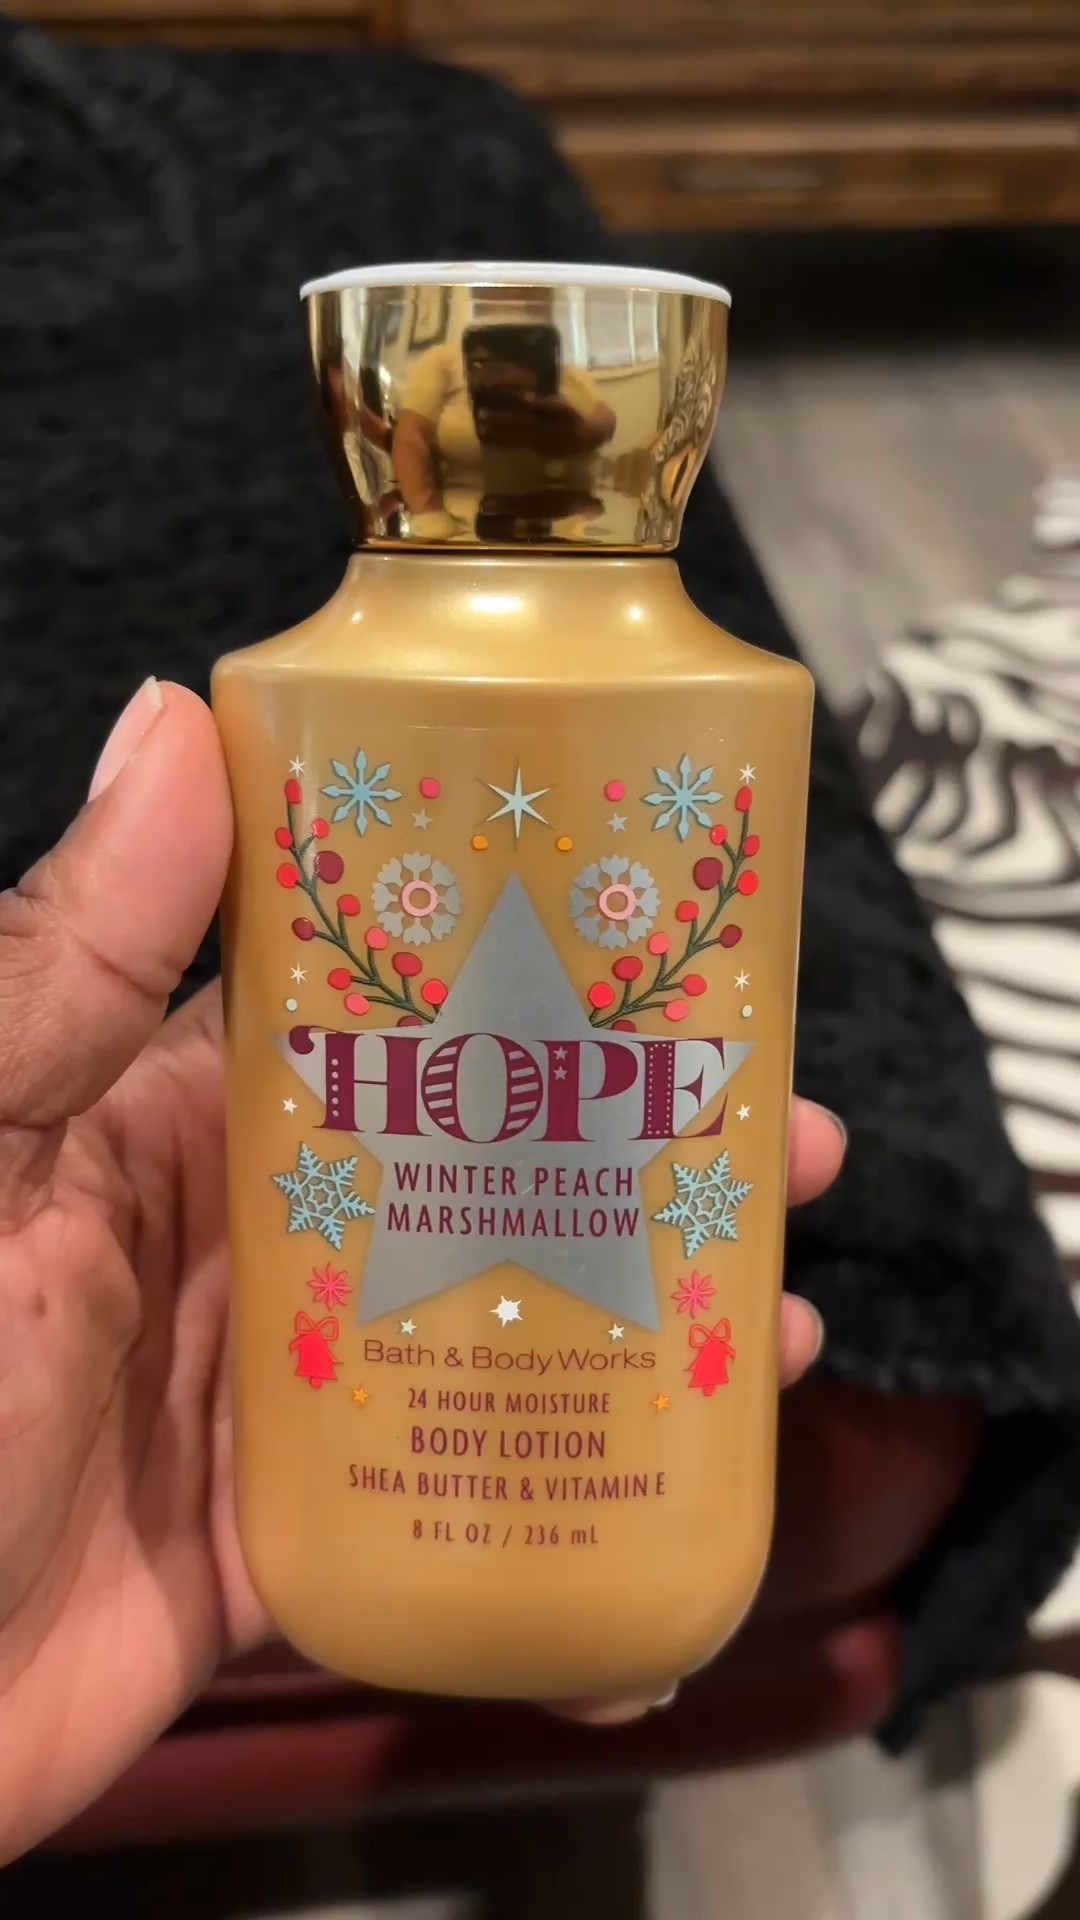 HOPE
WINTER PEACH
MARSHMALLOW
Bath & Body Works
24 HOUR MOISTURE
BODY LOTION
SHEA BUTTER & VITAMIN E
8 FL OZ / 236 mL